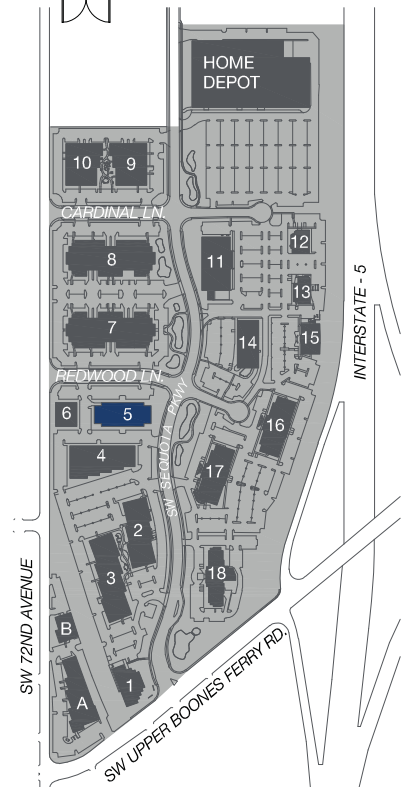 HOME
DEPOT
10
9
CARDINAL LN.
12
8
11
13
INTERSTATE - 5
7
14
15
REDWOOD LN.
6
5
SW SEQUOIA PKWY
16
4
17
2
3
18
SW 72ND AVENUE
B
1
A
SW UPPER BOONES FERRY RD.